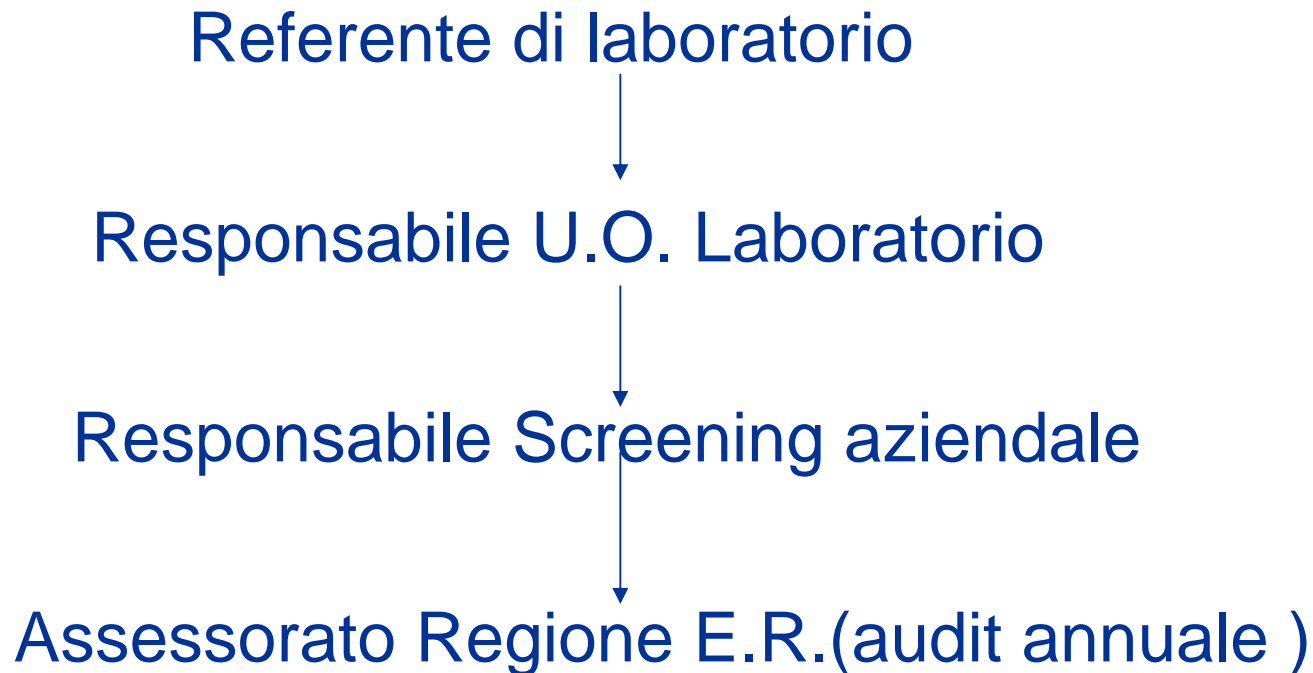 Referente di laboratorio
Responsabile U.O. Laboratorio
Responsabile Screening aziendale
Assessorato Regione E.R.(audit annuale )